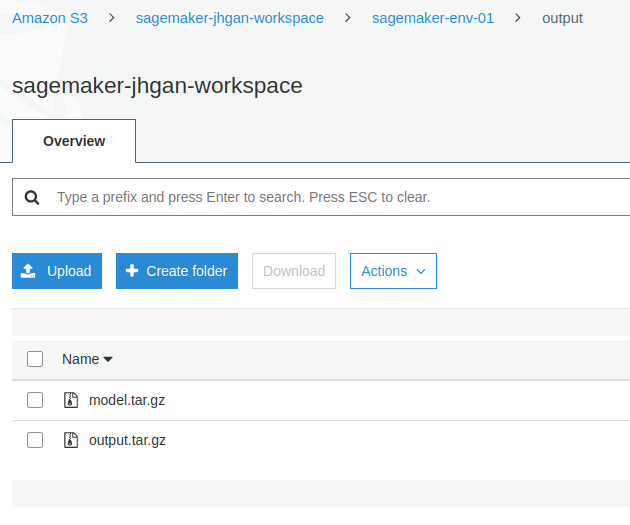 Amazon S3 > sagemaker-jhgan-workspace > sagemaker-env-01 > output
sagemaker-jhgan-workspace
Overview
Type a prefix and press Enter to search. Press ESC to clear.
Upload + Create folder Download Actions
Name
model.tar.gz
output.tar.gz